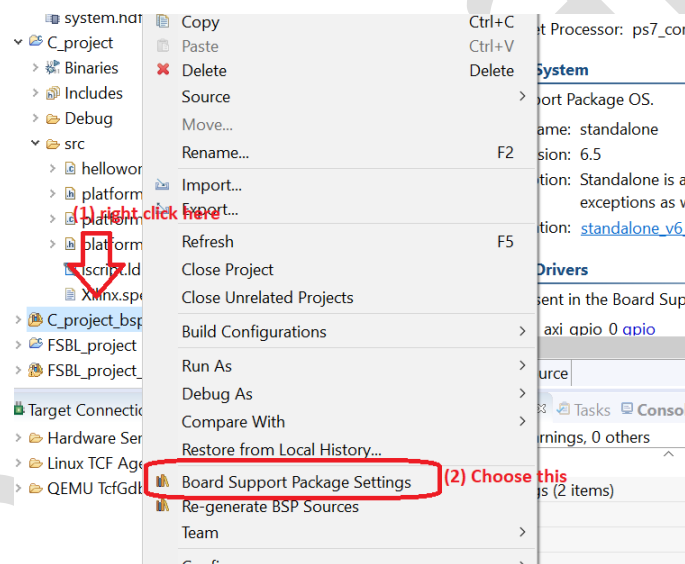 system.hdf
C_project
Binaries
Includes
Debug
src
hellowor
platform
platform
platform
lscript.ld
Xilinx.spe
C_project_bsp
FSBL_project
FSBL_project_
(1) right click here
Target Connectio
Hardware Ser
Linux TCF Age
QEMU TcfGdb
Copy Ctrl+C
Paste Ctrl+V
Delete Delete
Source
Move...
Rename... F2
Import...
Export...
Refresh F5
Close Project
Close Unrelated Projects
Build Configurations
Run As
Debug As
Compare With
Restore from Local History...
Board Support Package Settings
(2) Choose this
Re-generate BSP Sources
Team
et Processor: ps7_cor
System
port Package OS.
ame: standalone
sion: 6.5
tion: Standalone is a
exceptions as w
tion: standalone_v6_
Drivers
sent in the Board Sup
axi_gpio_0 gpio
urce
Tasks Conso
rnings, 0 others
gs (2 items)